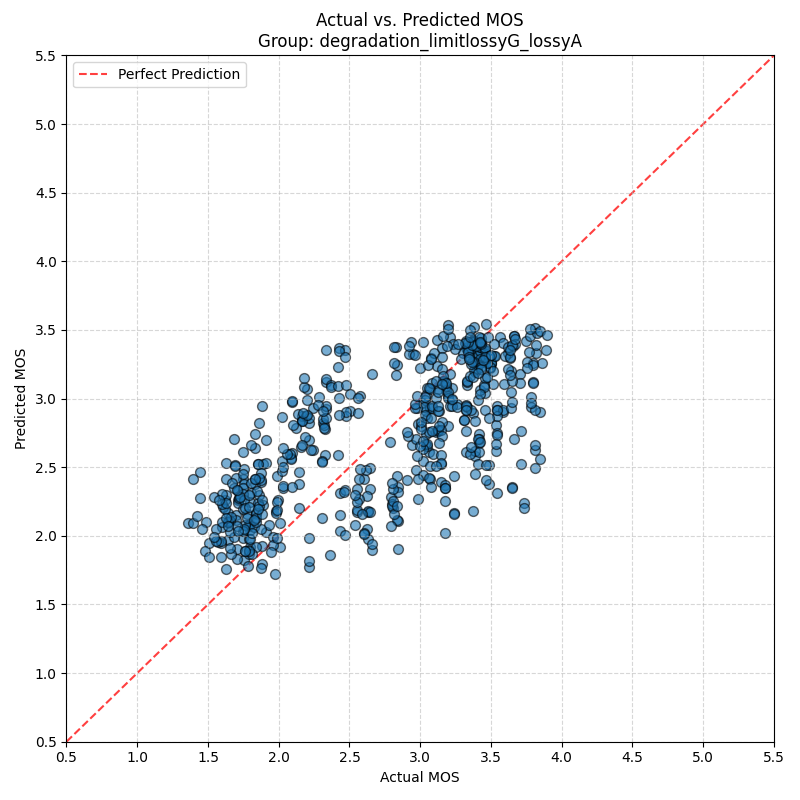 Actual vs. Predicted MOS
Group: degradation_limitlossyG_lossyA
Perfect Prediction
Predicted MOS
5.5
5.0
4.5
4.0
3.5
3.0
2.5
2.0
1.5
1.0
0.5
0.5 1.0 1.5 2.0 2.5 3.0 3.5 4.0 4.5 5.0 5.5
Actual MOS